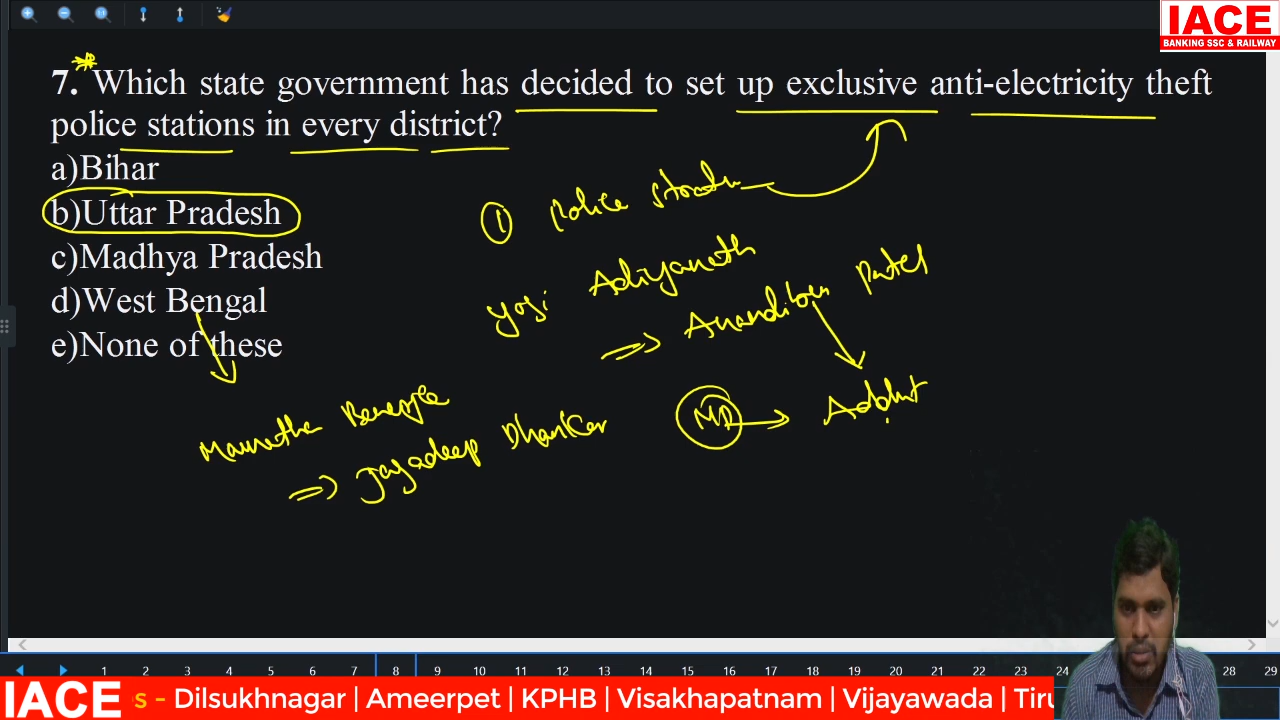 IACE
BANKING SSC & RAILWAY
7. Which state government has decided to set up exclusive anti-electricity theft
police stations in every district?
a)Bihar
b)Uttar Pradesh
c)Madhya Pradesh
d)West Bengal
e)None of these
① Police
Yogi Adiyanath
⇒ Anandiben Patel
MP → Addnt
Mamatha Benerjee
⇒ Jagadeep Dhankar
1 2 3 4 5 6 7 8 9 10 11 12 13 14 15 16 17 18 19 20 21 22 23 24 28 29
IACE s - Dilsukhnagar | Ameerpet | KPHB | Visakhapatnam | Vijayawada | Tiru